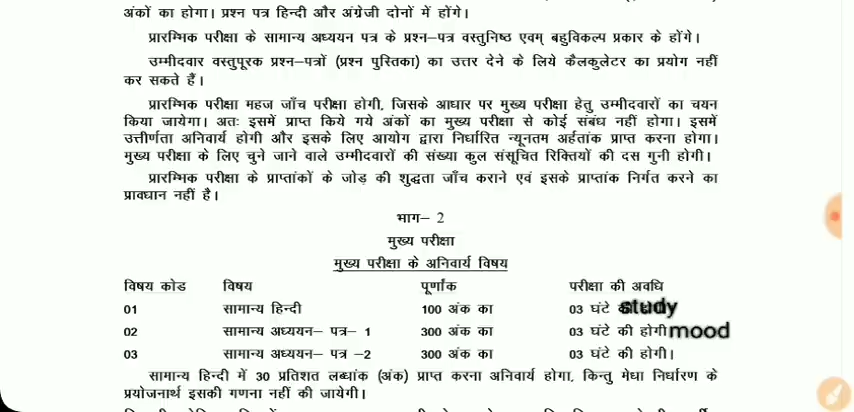 अंकों का होगा। प्रश्न पत्र हिन्दी और अंग्रेजी दोनों में होंगे।
प्रारम्भिक परीक्षा के सामान्य अध्ययन पत्र के प्रश्न–पत्र वस्तुनिष्ठ एवम् बहुविकल्प प्रकार के होंगे।
उम्मीदवार वस्तुपूरक प्रश्न–पत्रों (प्रश्न पुस्तिका) का उत्तर देने के लिये कैलकुलेटर का प्रयोग नहीं
कर सकते हैं।
प्रारम्भिक परीक्षा महज जाँच परीक्षा होगी, जिसके आधार पर मुख्य परीक्षा हेतु उम्मीदवारों का चयन
किया जायेगा। अतः इसमें प्राप्त किये गये अंकों का मुख्य परीक्षा से कोई संबंध नहीं होगा। इसमें
उत्तीर्णता अनिवार्य होगी और इसके लिए आयोग द्वारा निर्धारित न्यूनतम अर्हतांक प्राप्त करना होगा।
मुख्य परीक्षा के लिए चुने जाने वाले उम्मीदवारों की संख्या कुल संसूचित रिक्तियों की दस गुनी होगी।
प्रारम्भिक परीक्षा के प्राप्तांकों के जोड़ की शुद्धता जाँच कराने एवं इसके प्राप्तांक निर्गत करने का
प्रावधान नहीं है।
भाग– 2
मुख्य परीक्षा
मुख्य परीक्षा के अनिवार्य विषय
विषय कोड विषय पूर्णांक परीक्षा की अवधि
01 सामान्य हिन्दी 100 अंक का 03 घंटे study
02 सामान्य अध्ययन– पत्र– 1 300 अंक का 03 घंटे की होगी mood
03 सामान्य अध्ययन– पत्र –2 300 अंक का 03 घंटे की होगी।
सामान्य हिन्दी में 30 प्रतिशत लब्धांक (अंक) प्राप्त करना अनिवार्य होगा, किन्तु मेधा निर्धारण के
प्रयोजनार्थ इसकी गणना नहीं की जायेगी।